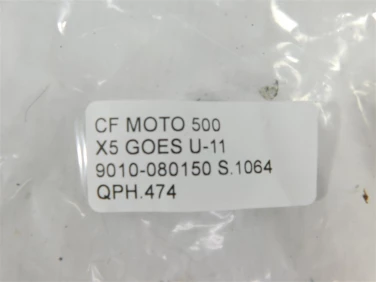 CF MOTO 500
X5 GOES U-11
9010-080150 S.1064
QPH.474